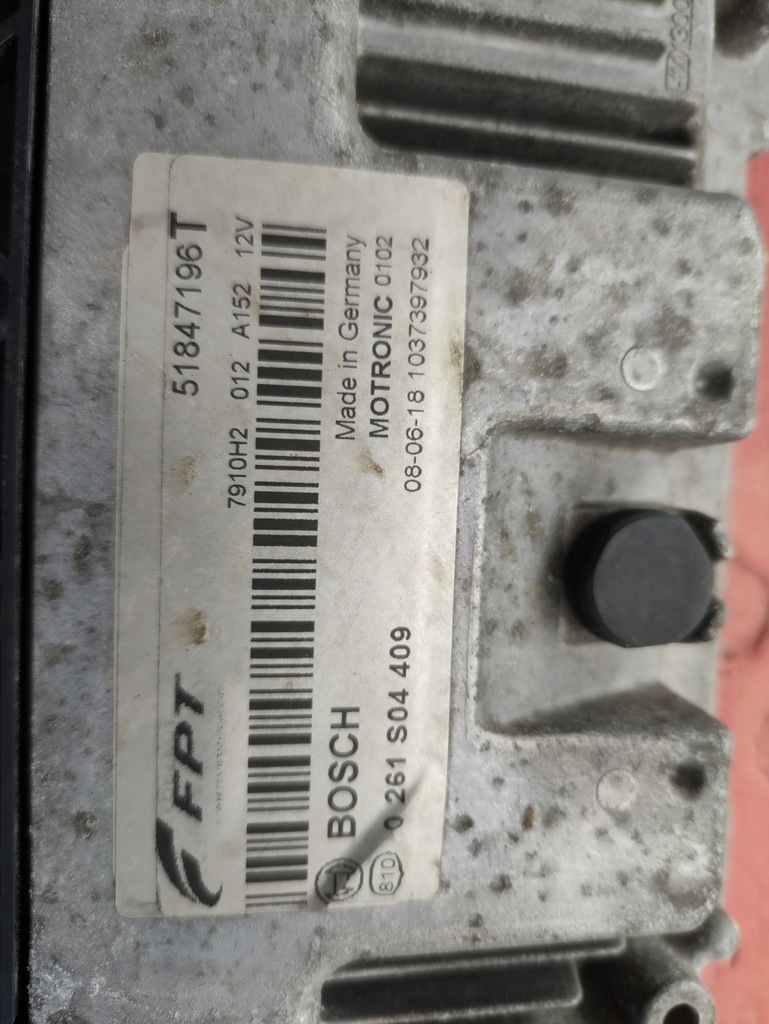 FPT 51847196T
7910H2 012 A152 12V
BOSCH Made in Germany
0 261 S04 409 MOTRONIC 0102
810 08-06-18 1037397932